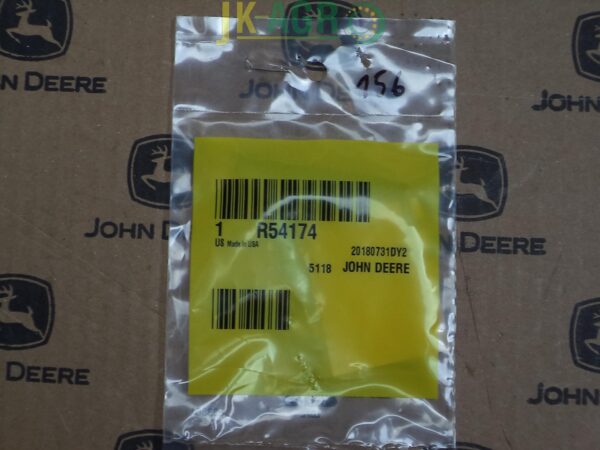 JK-AGRO
156
JOHN DEERE
JOHN DEERE
JOHN DEERE
1 R54174
US Made in USA
20180731DY2
5118 JOHN DEERE
JOHN DEERE
JOHN DEERE
JOHN DEERE
JOHN DEERE